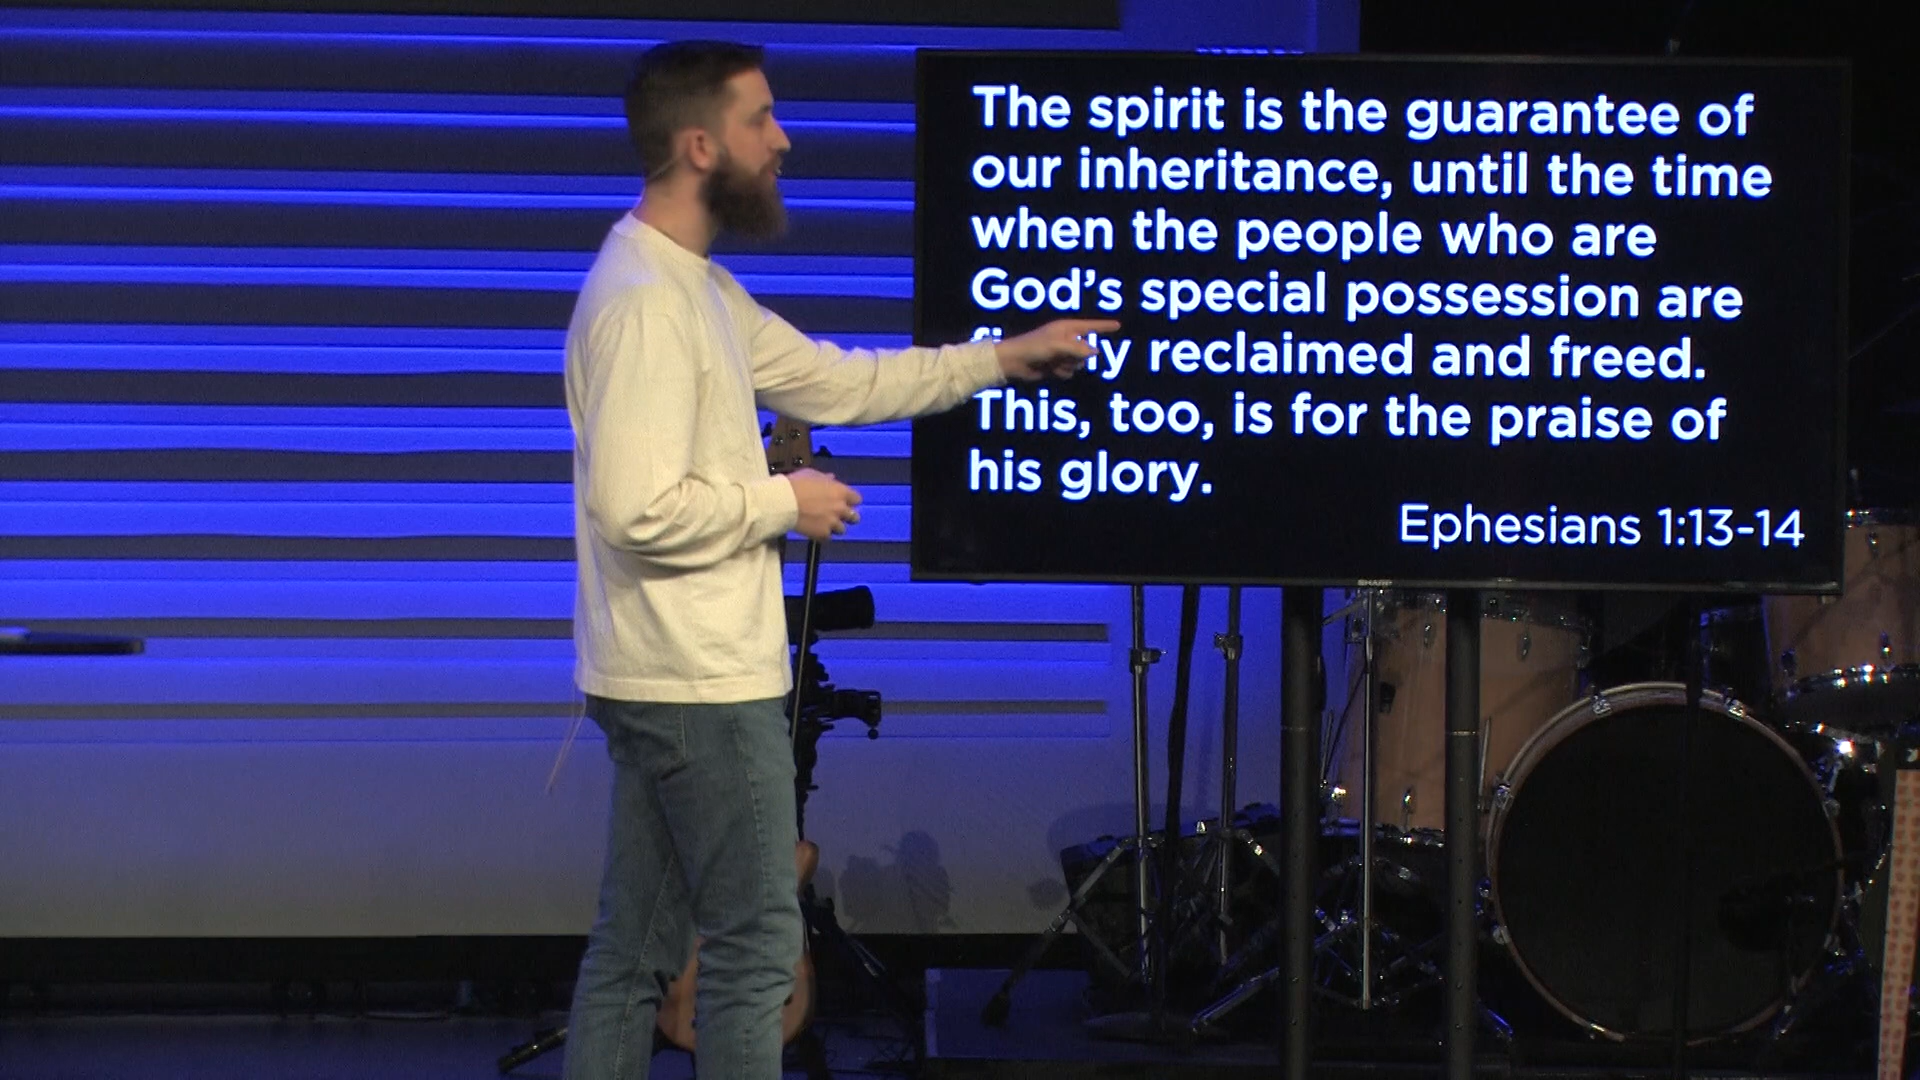 The spirit is the guarantee of
our inheritance, until the time
when the people who are
God's special possession are
reclaimed and freed.
This, too, is for the praise of
his glory.
Ephesians 1:13-14
SHARP